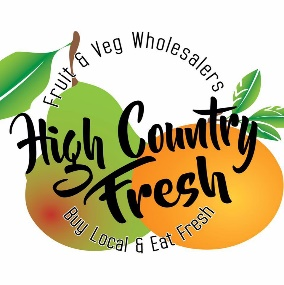 Fruit & Veg Wholesalers
High Country
Fresh
Buy Local & Eat Fresh